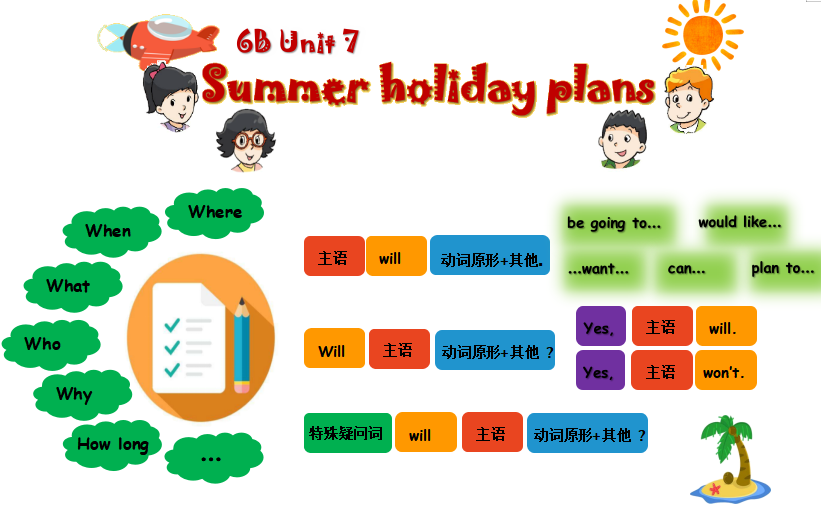 6B Unit 7
Summer holiday plans
Where
When
What
Who
Why
How long
...
主语 will 动词原形+其他.
be going to... would like...
...want... can... plan to...
Will 主语 动词原形+其他 ?
Yes, 主语 will.
Yes, 主语 won't.
特殊疑问词 will 主语 动词原形+其他 ?